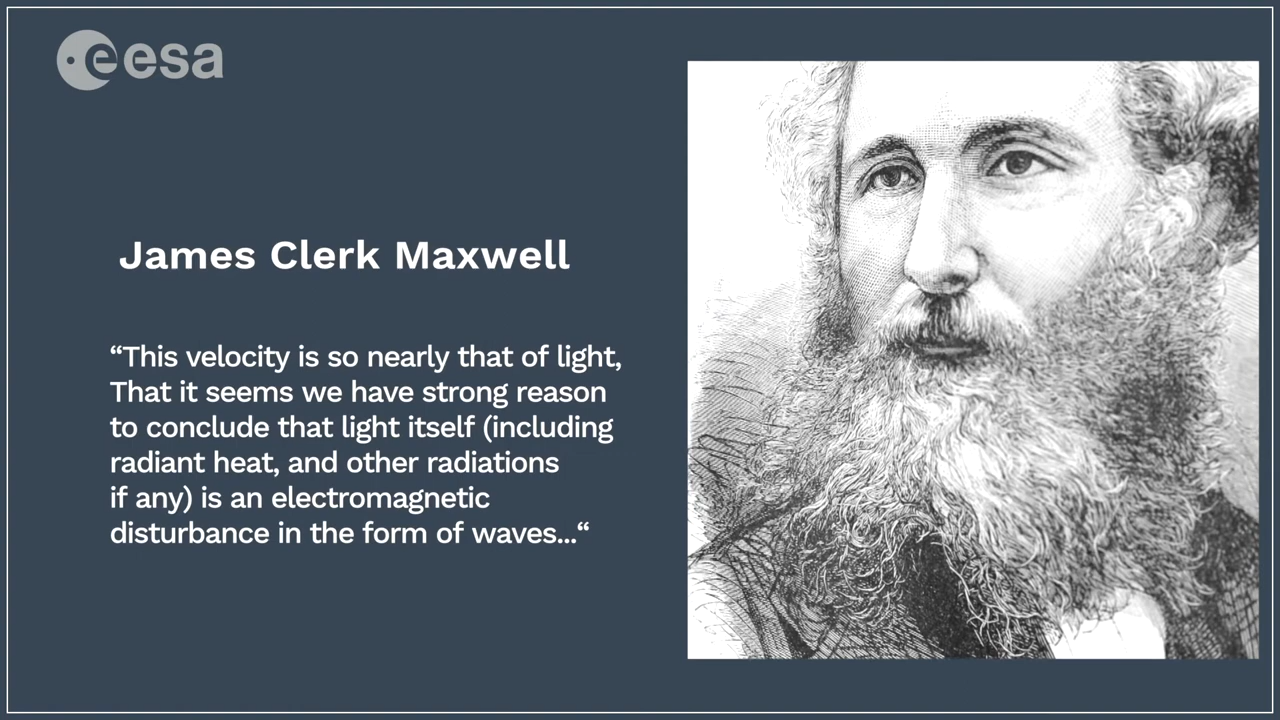 esa
James Clerk Maxwell
“This velocity is so nearly that of light,
That it seems we have strong reason
to conclude that light itself (including
radiant heat, and other radiations
if any) is an electromagnetic
disturbance in the form of waves...“